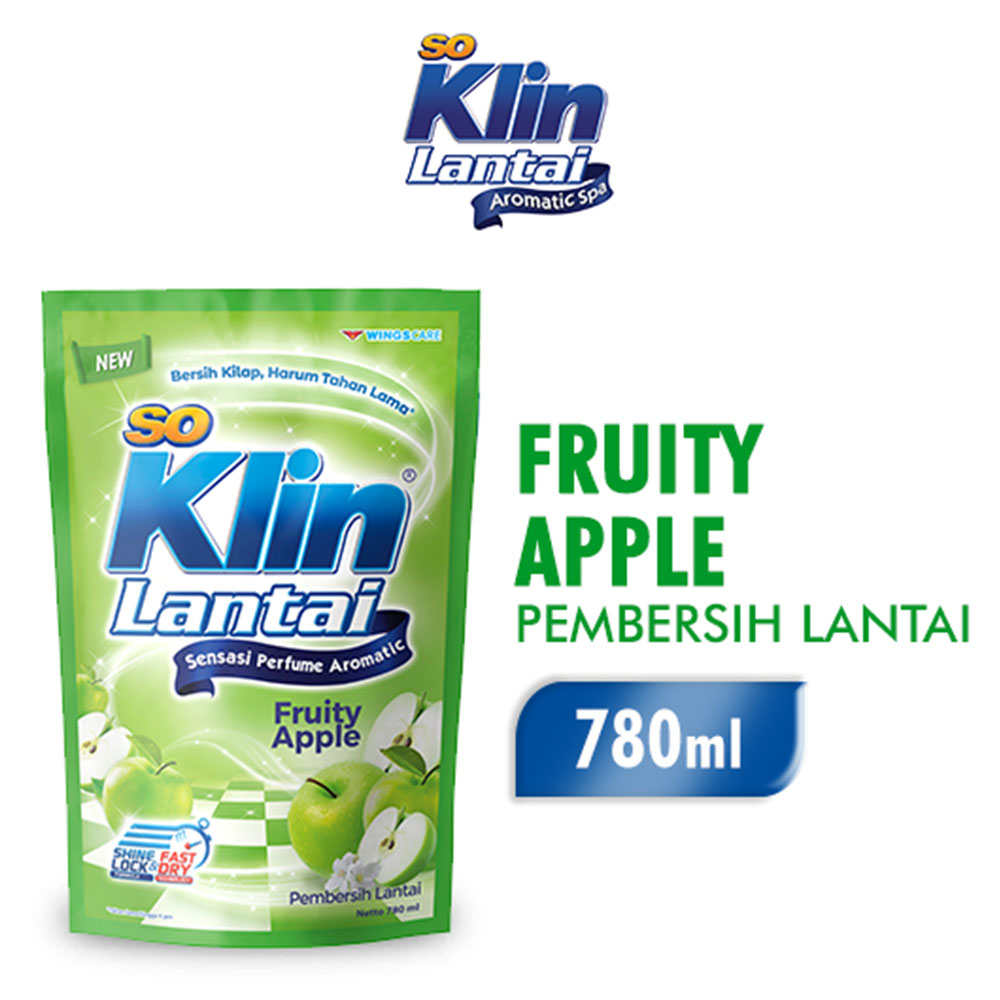 SO
Klin
Lantai
Aromatic Spa
WINGS CARE
NEW
Bersih Kilap, Harum Tahan Lama*
SO
Klin®
Lantai
Sensasi Perfume Aromatic
Fruity
Apple
SHINE
LOCK & FAST
DRY
Pembersih Lantai
Netto 780 ml
FRUITY
APPLE
PEMBERSIH LANTAI
780ml